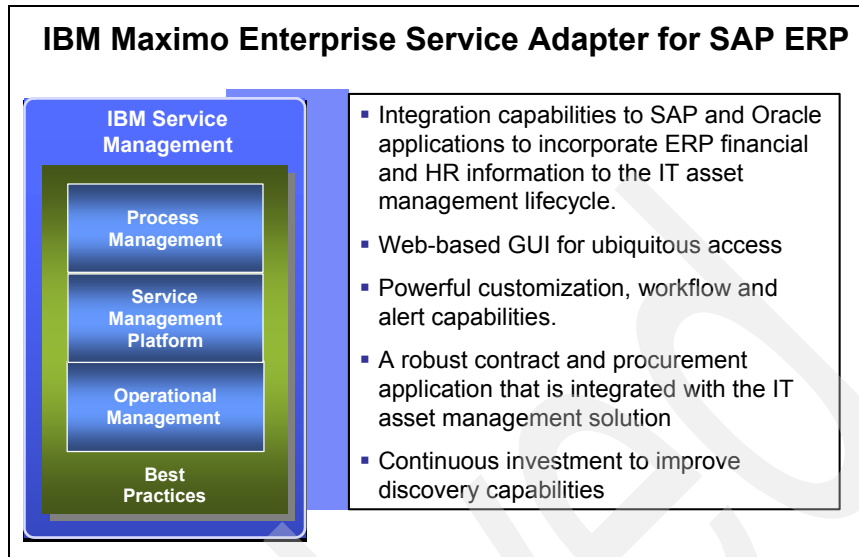 IBM Maximo Enterprise Service Adapter for SAP ERP
IBM Service
Management
Process
Management
Service
Management
Platform
Operational
Management
Best
Practices
▪ Integration capabilities to SAP and Oracle
applications to incorporate ERP financial
and HR information to the IT asset
management lifecycle.
▪ Web-based GUI for ubiquitous access
▪ Powerful customization, workflow and
alert capabilities.
▪ A robust contract and procurement
application that is integrated with the IT
asset management solution
▪ Continuous investment to improve
discovery capabilities